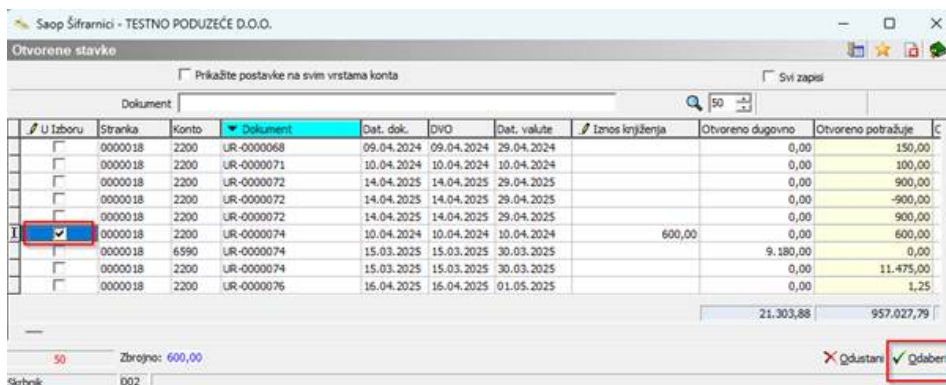 Saop Šifrarnici - TESTNO PODUZEĆE D.O.O.
Otvorene stavke
Prikažite postavke na svim vrstama konta
Svi zapisi
Dokument 50
U Izboru Stranka Konto Dokument Dat. dok. DVO Dat. valute Iznos knjiženja Otvoreno dugovno Otvoreno potražuje
0000018 2200 UR-0000068 09.04.2024 09.04.2024 29.04.2024 0,00 150,00
0000018 2200 UR-0000071 10.04.2024 10.04.2024 10.04.2024 0,00 100,00
0000018 2200 UR-0000072 14.04.2025 14.04.2025 29.04.2025 0,00 900,00
0000018 2200 UR-0000072 14.04.2025 14.04.2025 29.04.2025 0,00 -900,00
0000018 2200 UR-0000072 14.04.2025 14.04.2025 29.04.2025 0,00 900,00
0000018 2200 UR-0000074 10.04.2024 10.04.2024 10.04.2024 600,00 0,00 600,00
0000018 6590 UR-0000074 15.03.2025 15.03.2025 30.03.2025 9.180,00 0,00
0000018 2200 UR-0000074 15.03.2025 15.03.2025 30.03.2025 0,00 11.475,00
0000018 2200 UR-0000076 16.04.2025 16.04.2025 01.05.2025 0,00 1,25
21.303,88 957.027,79
50 Zbrojno: 600,00 Odustani Odaberi
Skrbnik 002